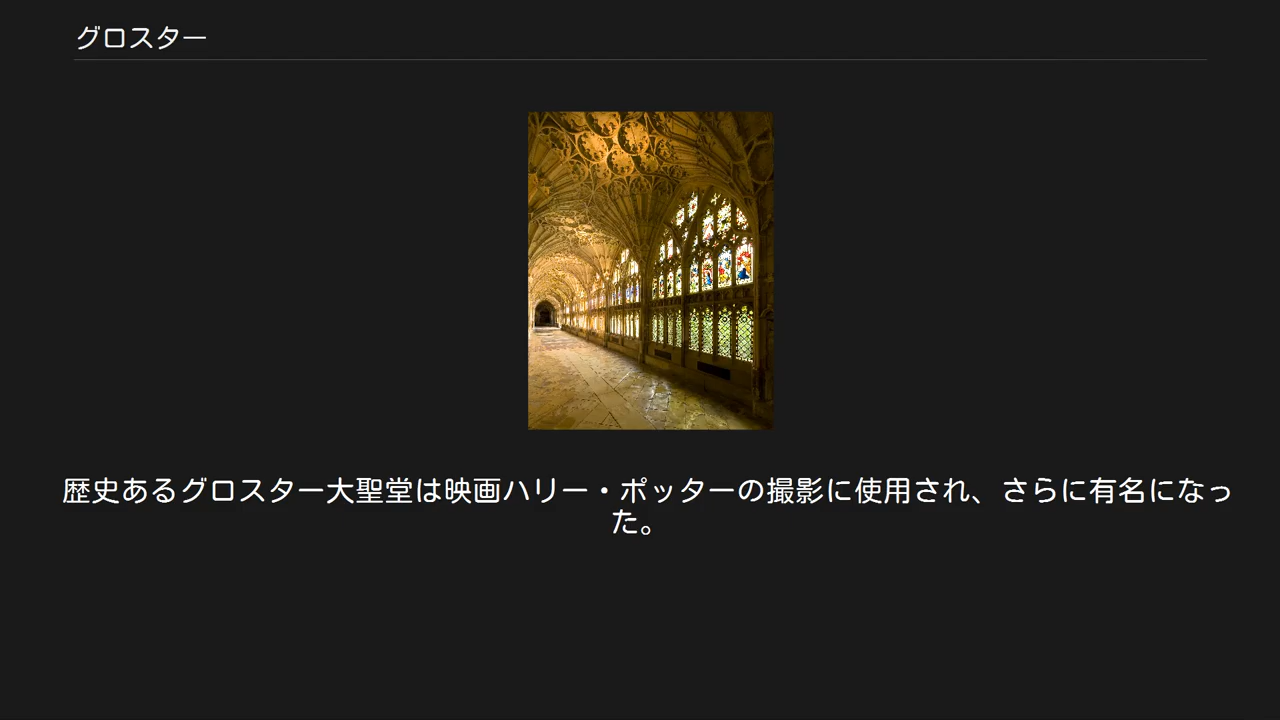 グロスター
歴史あるグロスター大聖堂は映画ハリー・ポッターの撮影に使用され、さらに有名になっ
た。